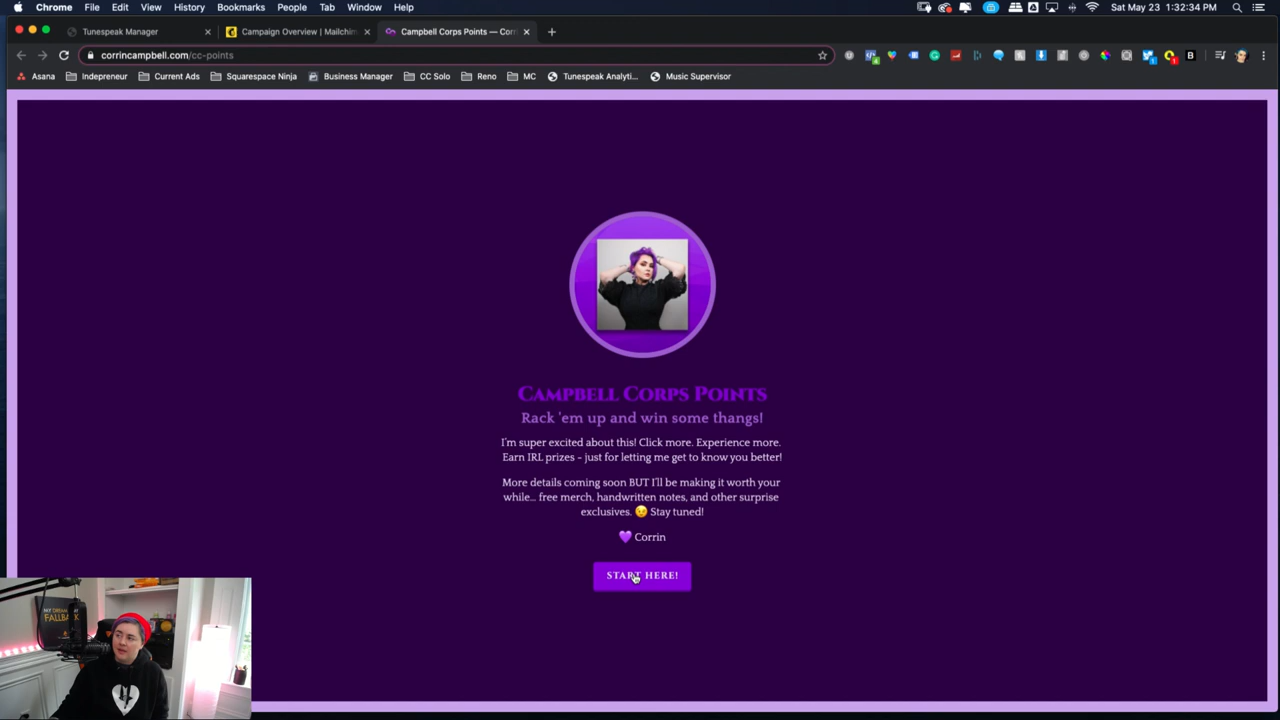 Chrome File Edit View History Bookmarks People Tab Window Help
Sat May 23 1:32:34 PM
Tunespeak Manager
Campaign Overview | Mailchim
Campbell Corps Points — Corri
corrincampbell.com/cc-points
Asana Indepreneur Current Ads Squarespace Ninja Business Manager CC Solo Reno MC Tunespeak Analyti... Music Supervisor
Campbell Corps Points
Rack 'em up and win some thangs!
I'm super excited about this! Click more. Experience more.
Earn IRL prizes - just for letting me get to know you better!
More details coming soon BUT I'll be making it worth your
while... free merch, handwritten notes, and other surprise
exclusives. 😉 Stay tuned!
💜 Corrin
START HERE!
MY DREAM
FALLBACK